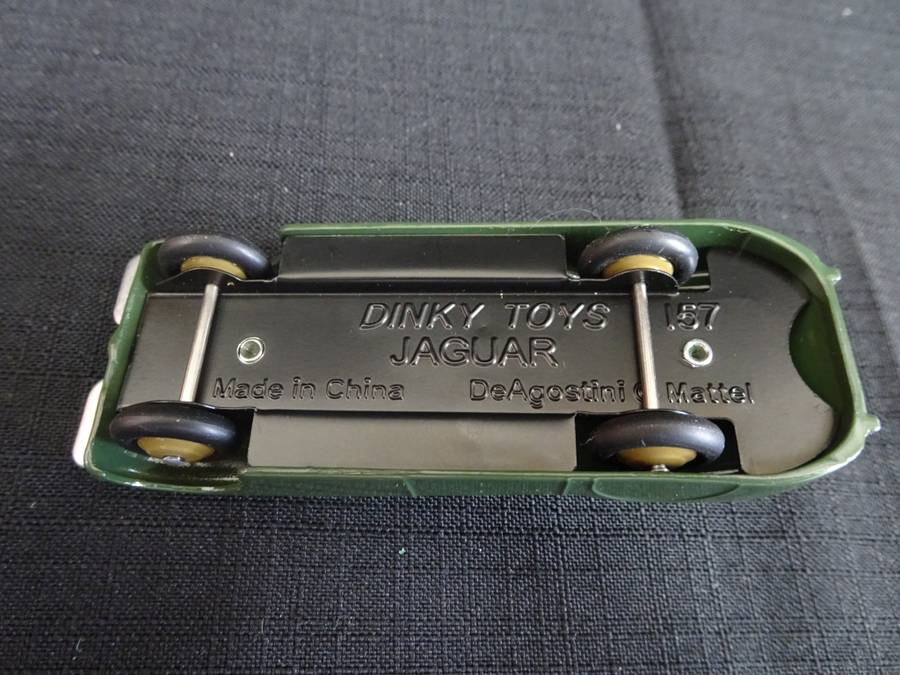 DINKY TOYS 157
JAGUAR
Made in China DeAgostini © Mattel